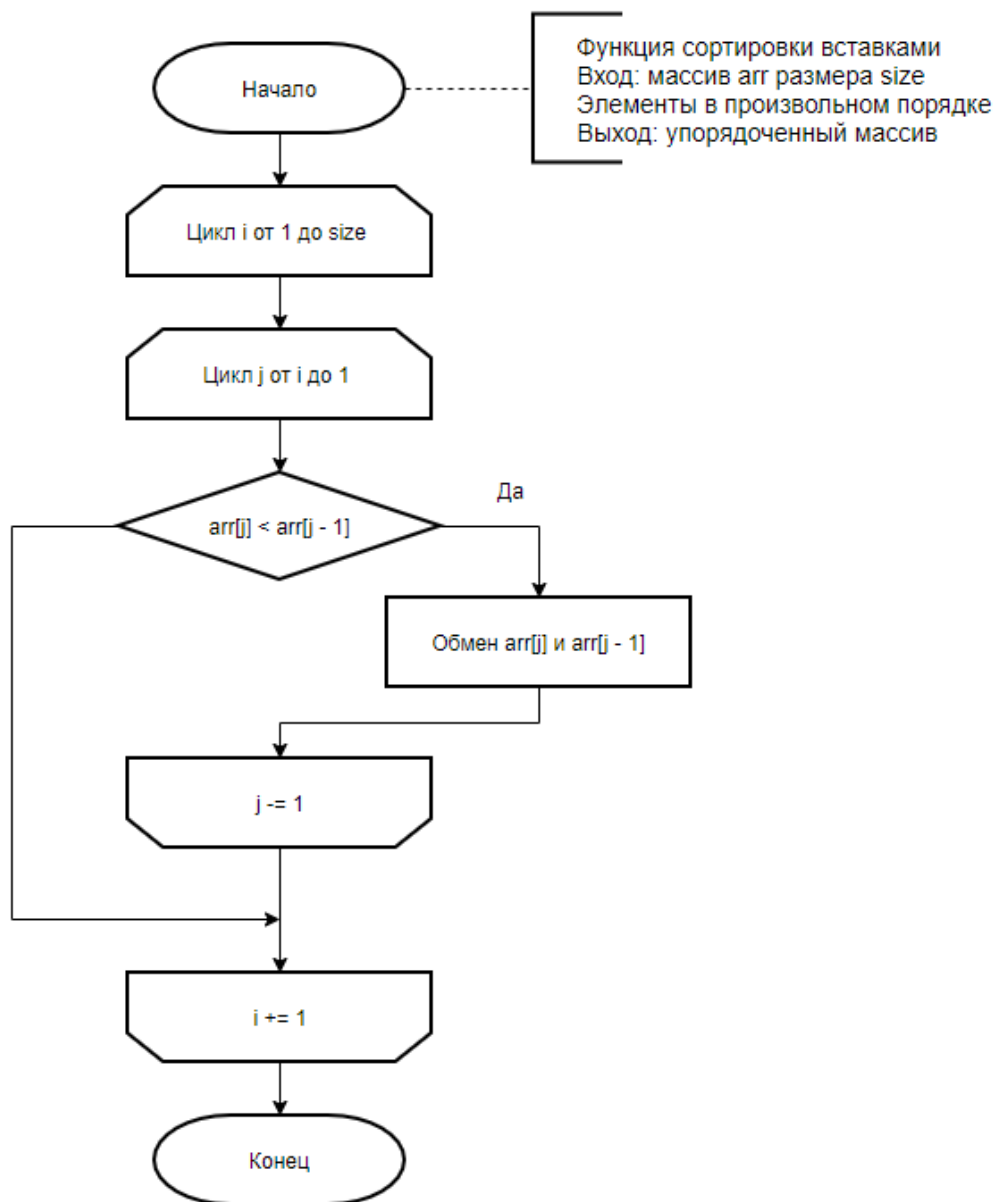 Начало
Функция сортировки вставками
Вход: массив arr размера size
Элементы в произвольном порядке
Выход: упорядоченный массив
Цикл i от 1 до size
Цикл j от i до 1
arr[j] < arr[j - 1]
Да
Обмен arr[j] и arr[j - 1]
j -= 1
i += 1
Конец